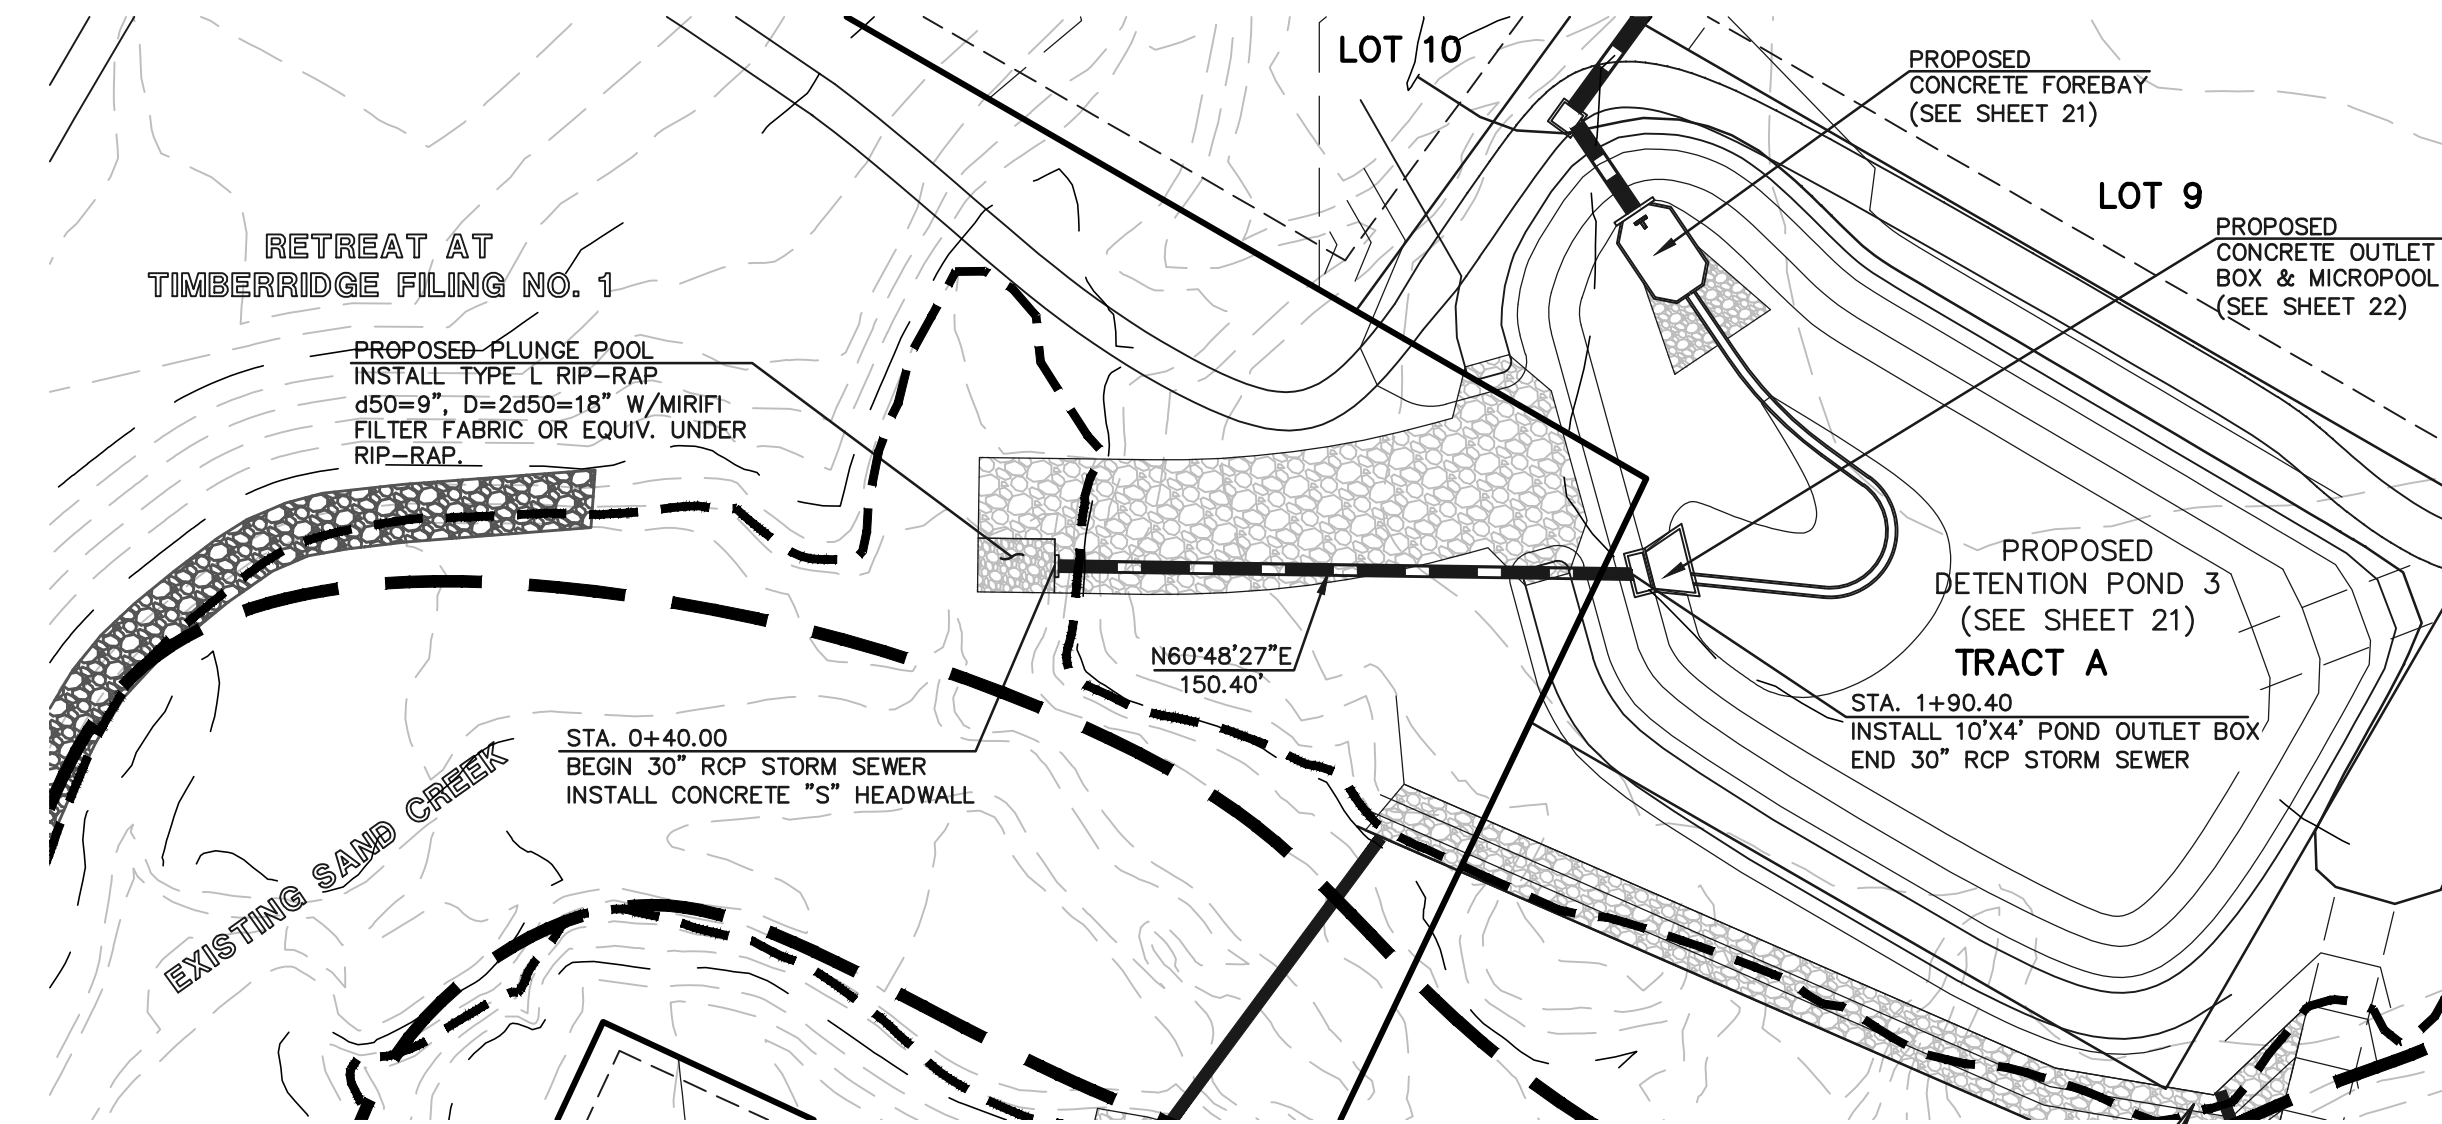 LOT 10
PROPOSED
CONCRETE FOREBAY
(SEE SHEET 21)
LOT 9
PROPOSED
CONCRETE OUTLET
BOX & MICROPOOL
(SEE SHEET 22)
RETREAT AT
TIMBERRIDGE FILING NO. 1
PROPOSED PLUNGE POOL
INSTALL TYPE L RIP-RAP
d50=9", D=2d50=18" W/MIRIFI
FILTER FABRIC OR EQUIV. UNDER
RIP-RAP.
PROPOSED
DETENTION POND 3
(SEE SHEET 21)
TRACT A
N60°48'27"E
150.40'
STA. 1+90.40
INSTALL 10'X4' POND OUTLET BOX
END 30" RCP STORM SEWER
STA. 0+40.00
BEGIN 30" RCP STORM SEWER
INSTALL CONCRETE "S" HEADWALL
EXISTING SAND CREEK